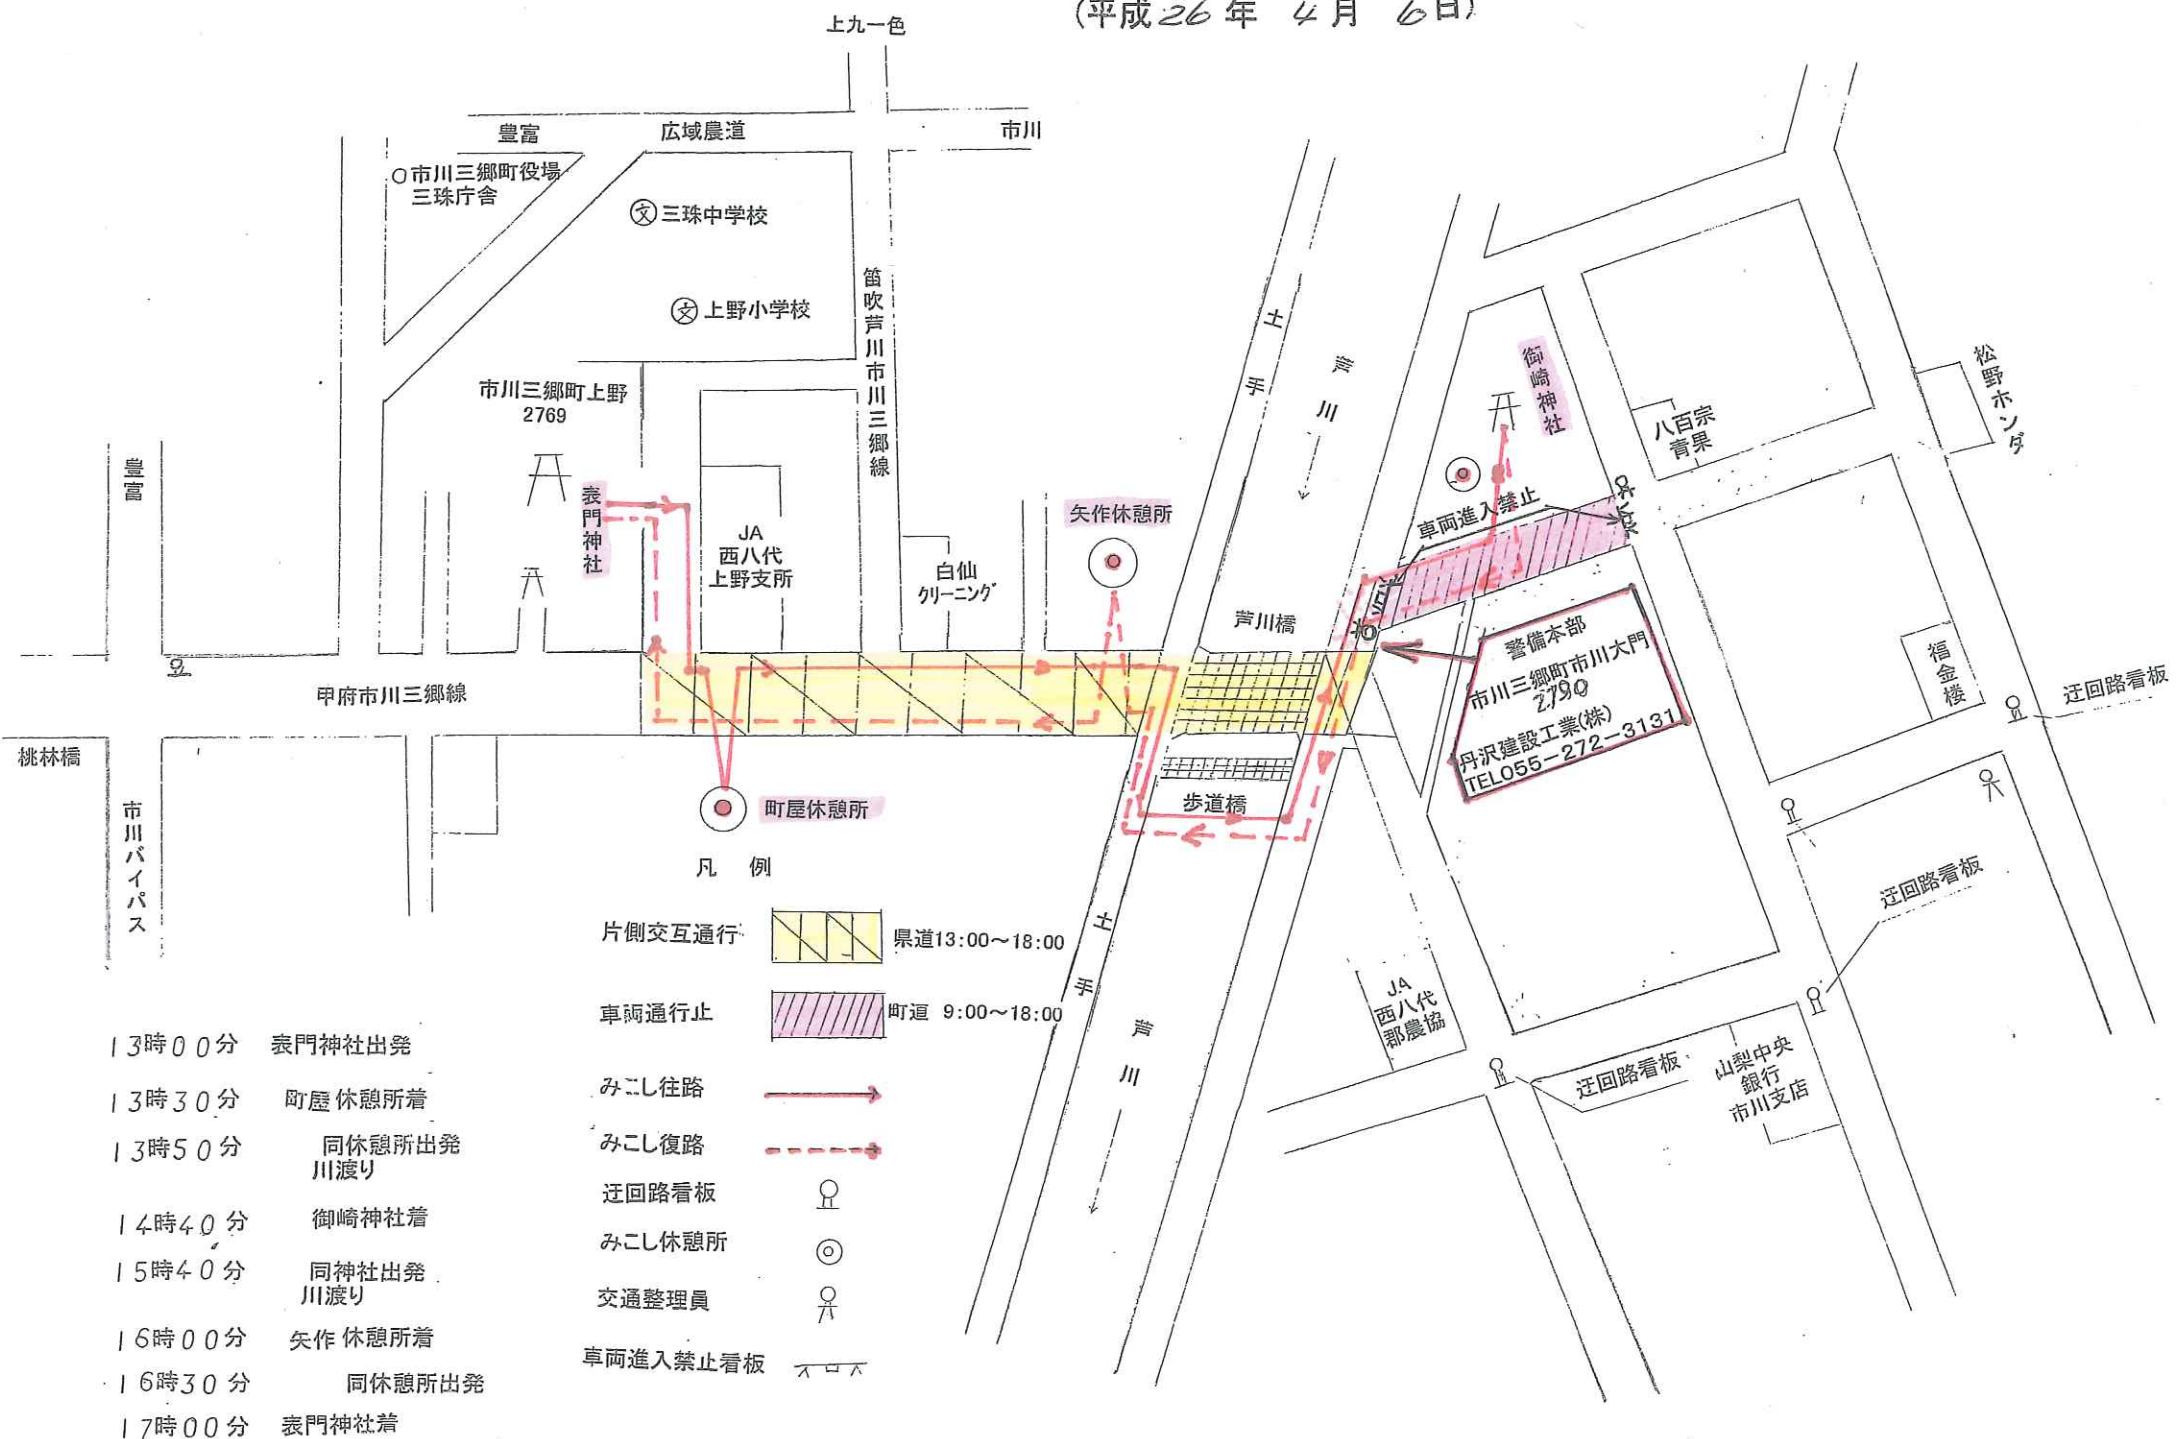 (平成26年 4月 6日)
上九一色
豊富
広域農道
市川
市川三郷町役場
三珠庁舎
文 三珠中学校
文 上野小学校
笛吹芦川市川三郷線
市川三郷町上野
2769
表門神社
豊富
JA
西八代
上野支所
白仙
クリーニング
矢作休憩所
土手
芦川
御崎神社
八百宗
青果
松野ホンダ
車両進入禁止
芦川橋
警備本部
市川三郷町市川大門
2790
丹沢建設工業(株)
TEL055-272-3131
福金楼
迂回路看板
甲府市川三郷線
桃林橋
市川バイパス
町屋休憩所
歩道橋
迂回路看板
土手
芦川
JA
西八代
郡農協
迂回路看板
山梨中央
銀行
市川支店
凡 例
片側交互通行 県道13:00~18:00
車両通行止 町道 9:00~18:00
みこし往路
みこし復路
迂回路看板
みこし休憩所
交通整理員
車両進入禁止看板
13時00分 表門神社出発
13時30分 町屋休憩所着
13時50分 同休憩所出発
川渡り
14時40分 御崎神社着
15時40分 同神社出発
川渡り
16時00分 矢作休憩所着
16時30分 同休憩所出発
17時00分 表門神社着